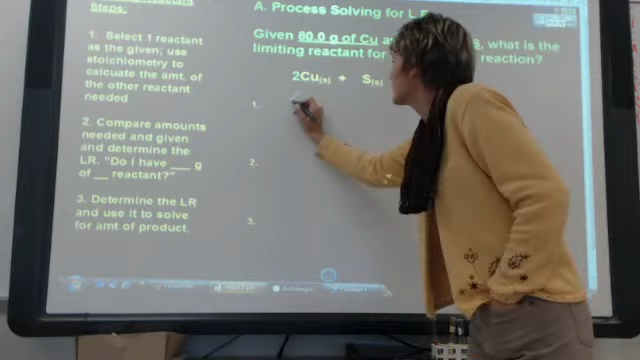 Steps:
1. Select 1 reactant
as the given; use
stoichiometry to
calcuate the amt. of
the other reactant
needed
2. Compare amounts
needed and given
and determine the
LR. "Do I have ___ g
of __ reactant?"
3. Determine the LR
and use it to solve
for amt of product.
A. Process Solving for L
Given 80.0 g of Cu S, what is the
limiting reactant for reaction?
2Cu(s) + S(s)
1.
2.
3.